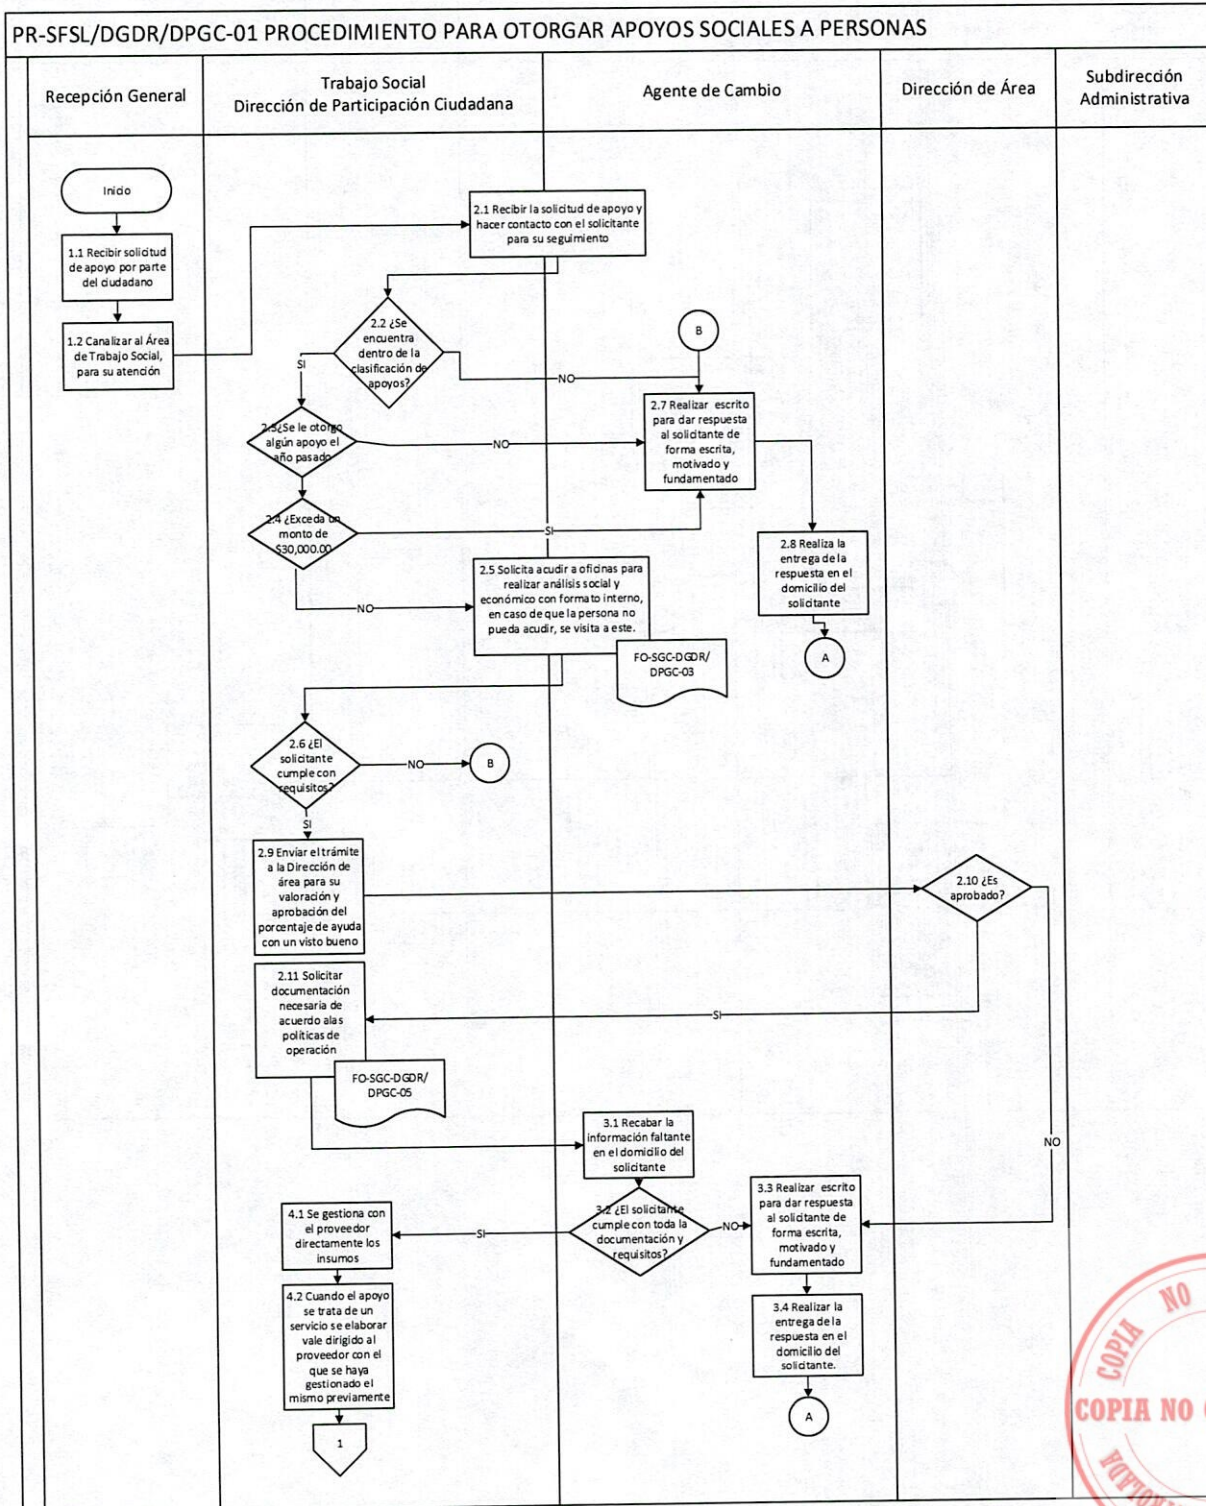 PR-SFSL/DGDR/DPGC-01 PROCEDIMIENTO PARA OTORGAR APOYOS SOCIALES A PERSONAS
Recepción General
Trabajo Social
Dirección de Participación Ciudadana
Agente de Cambio
Dirección de Área
Subdirección
Administrativa
Inicio
1.1 Recibir solicitud
de apoyo por parte
del ciudadano
1.2 Canalizar al Área
de Trabajo Social,
para su atención
2.1 Recibir la solicitud de apoyo y
hacer contacto con el solicitante
para su seguimiento
2.2 ¿Se
encuentra
dentro de la
clasificación de
apoyos?
SI
NO
B
2.3¿Se le otorgo
algún apoyo el
año pasado
NO
2.7 Realizar escrito
para dar respuesta
al solicitante de
forma escrita,
motivado y
fundamentado
2.4 ¿Exceda un
monto de
$30,000.00
SI
NO
2.5 Solicita acudir a oficinas para
realizar análisis social y
económico con formato interno,
en caso de que la persona no
pueda acudir, se visita a este.
FO-SGC-DGDR/
DPGC-03
2.8 Realiza la
entrega de la
respuesta en el
domicilio del
solicitante
A
2.6 ¿El
solicitante
cumple con
requisitos?
NO
B
SI
2.9 Envíar el trámite
a la Dirección de
área para su
valoración y
aprobación del
porcentaje de ayuda
con un visto bueno
2.10 ¿Es
aprobado?
SI
NO
2.11 Solicitar
documentación
necesaria de
acuerdo alas
políticas de
operación
FO-SGC-DGDR/
DPGC-05
3.1 Recabar la
información faltante
en el domicilio del
solicitante
3.2 ¿El solicitante
cumple con toda la
documentación y
requisitos?
SI
NO
3.3 Realizar escrito
para dar respuesta
al solicitante de
forma escrita,
motivado y
fundamentado
4.1 Se gestiona con
el proveedor
directamente los
insumos
4.2 Cuando el apoyo
se trata de un
servicio se elaborar
vale dirigido al
proveedor con el
que se haya
gestionado el
mismo previamente
1
3.4 Realizar la
entrega de la
respuesta en el
domicilio del
solicitante.
A
COPIA NO
COPIA NO